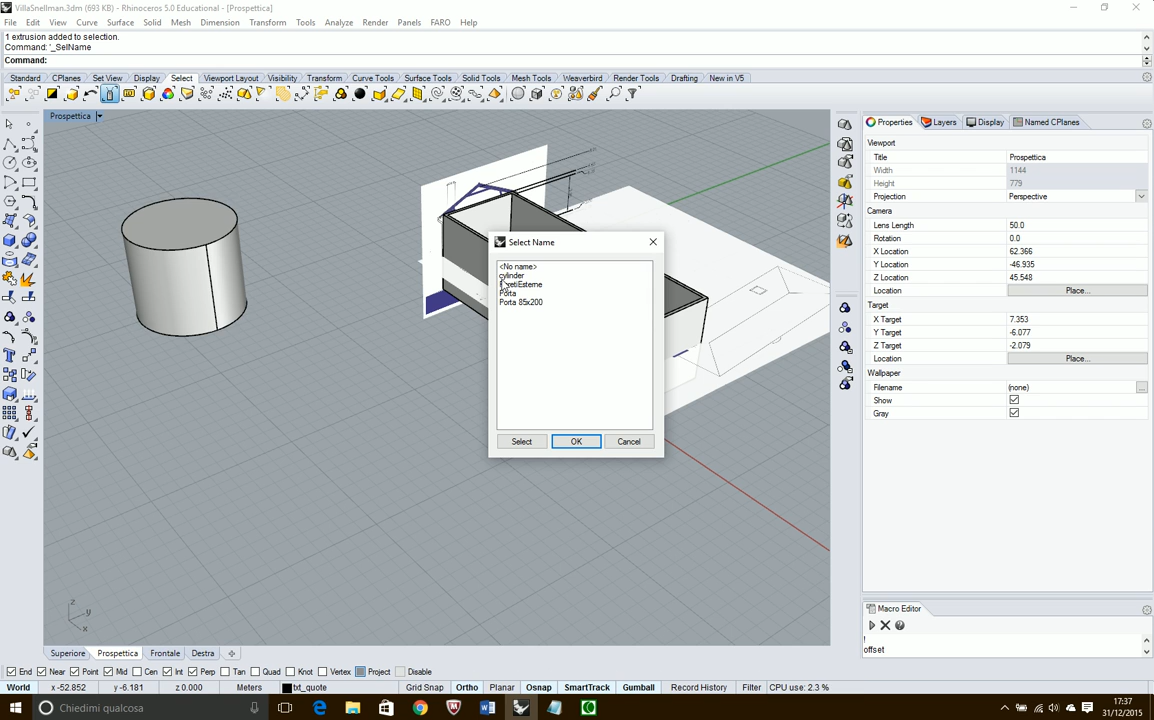 VillaSnellman.3dm (693 KB) - Rhinoceros 5.0 Educational - [Prospettica]
File Edit View Curve Surface Solid Mesh Dimension Transform Tools Analyze Render Panels FARO Help
1 extrusion added to selection.
Command: '_SelName
Command:
Standard CPlanes Set View Display Select Viewport Layout Visibility Transform Curve Tools Surface Tools Solid Tools Mesh Tools Weaverbird Render Tools Drafting New in V5
Prospettica
Properties Layers Display Named CPlanes
Viewport
Title Prospettica
Width 1144
Height 779
Projection Perspective
Camera
Lens Length 50.0
Rotation 0.0
X Location 62.366
Y Location -46.935
Z Location 45.548
Location Place...
Target
X Target 7.353
Y Target -6.077
Z Target -2.079
Location Place...
Wallpaper
Filename (none) ...
Show
Gray
Select Name
<No name>
cylinder
Porta
Porta 85x200
Select OK Cancel
z
y
x
Macro Editor
!
offset
Superiore Prospettica Frontale Destra
End Near Point Mid Cen Int Perp Tan Quad Knot Vertex Project Disable
World x -52.852 y -6.181 z 0.000 Meters txt_quote Grid Snap Ortho Planar Osnap SmartTrack Gumball Record History Filter CPU use: 2.3 %
Chiedimi qualcosa
17:37
31/12/2015